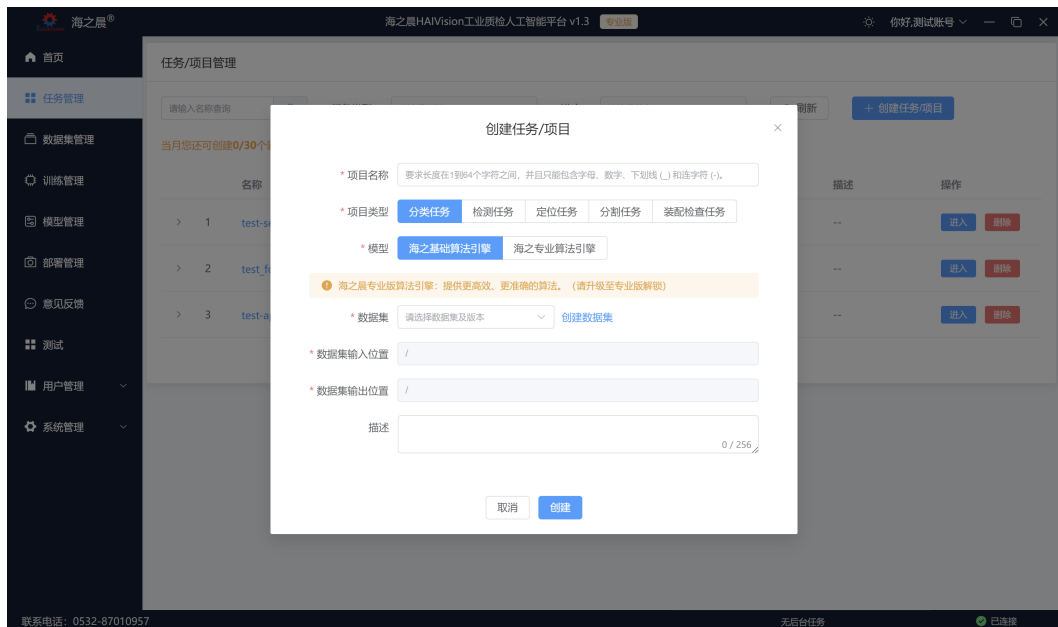 海之晨®
海之晨HAIVision工业质检人工智能平台 v1.3 专业版
你好,测试账号
首页
任务管理
数据集管理
训练管理
模型管理
部署管理
意见反馈
测试
用户管理
系统管理
任务/项目管理
请输入名称查询
刷新
+ 创建任务/项目
当月您还可创建0/30个
名称 描述 操作
1 test-s -- 进入 删除
2 test_f -- 进入 删除
3 test-a -- 进入 删除
创建任务/项目
* 项目名称 要求长度在1到64个字符之间，并且只能包含字母、数字、下划线 (_) 和连字符 (-)。
* 项目类型 分类任务 检测任务 定位任务 分割任务 装配检查任务
* 模型 海之基础算法引擎 海之专业算法引擎
海之晨专业版算法引擎：提供更高效、更准确的算法。（请升级至专业版解锁）
* 数据集 请选择数据集及版本 创建数据集
* 数据集输入位置 /
* 数据集输出位置 /
描述
0 / 256
取消 创建
联系电话：0532-87010957 无后台任务 已连接